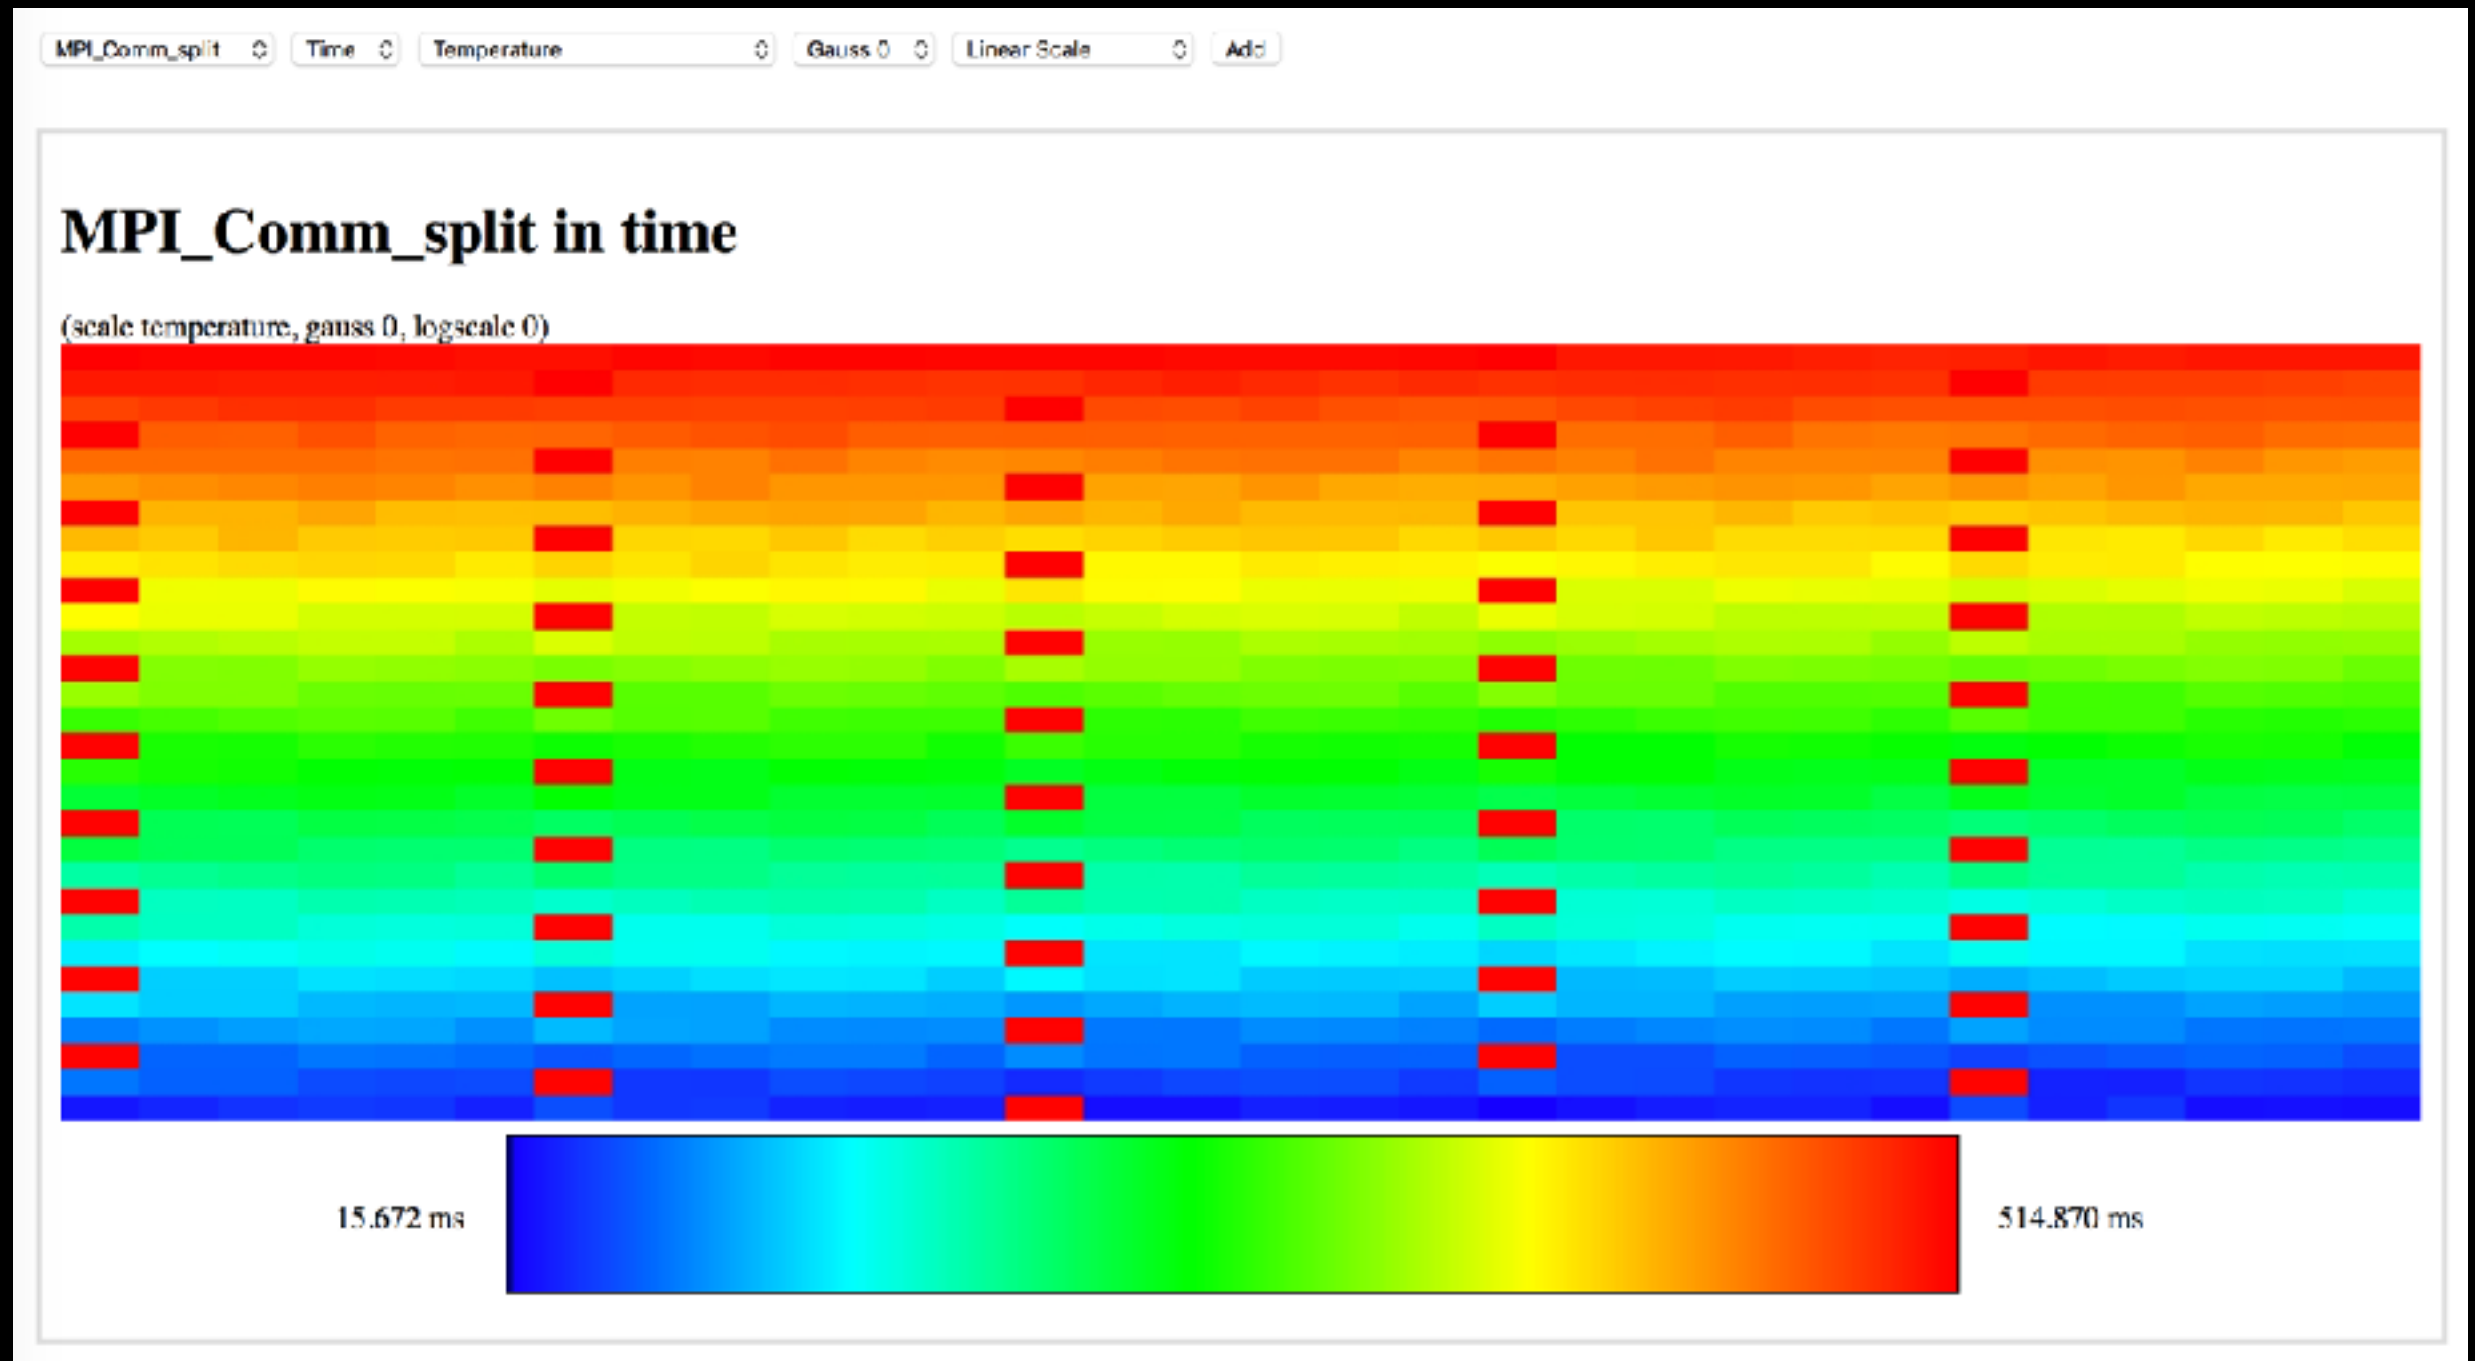 MPI_Comm_split Time Temperature Gauss 0 Linear Scale Add
MPI_Comm_split in time
(scale temperature, gauss 0, logscale 0)
15.672 ms 514.870 ms